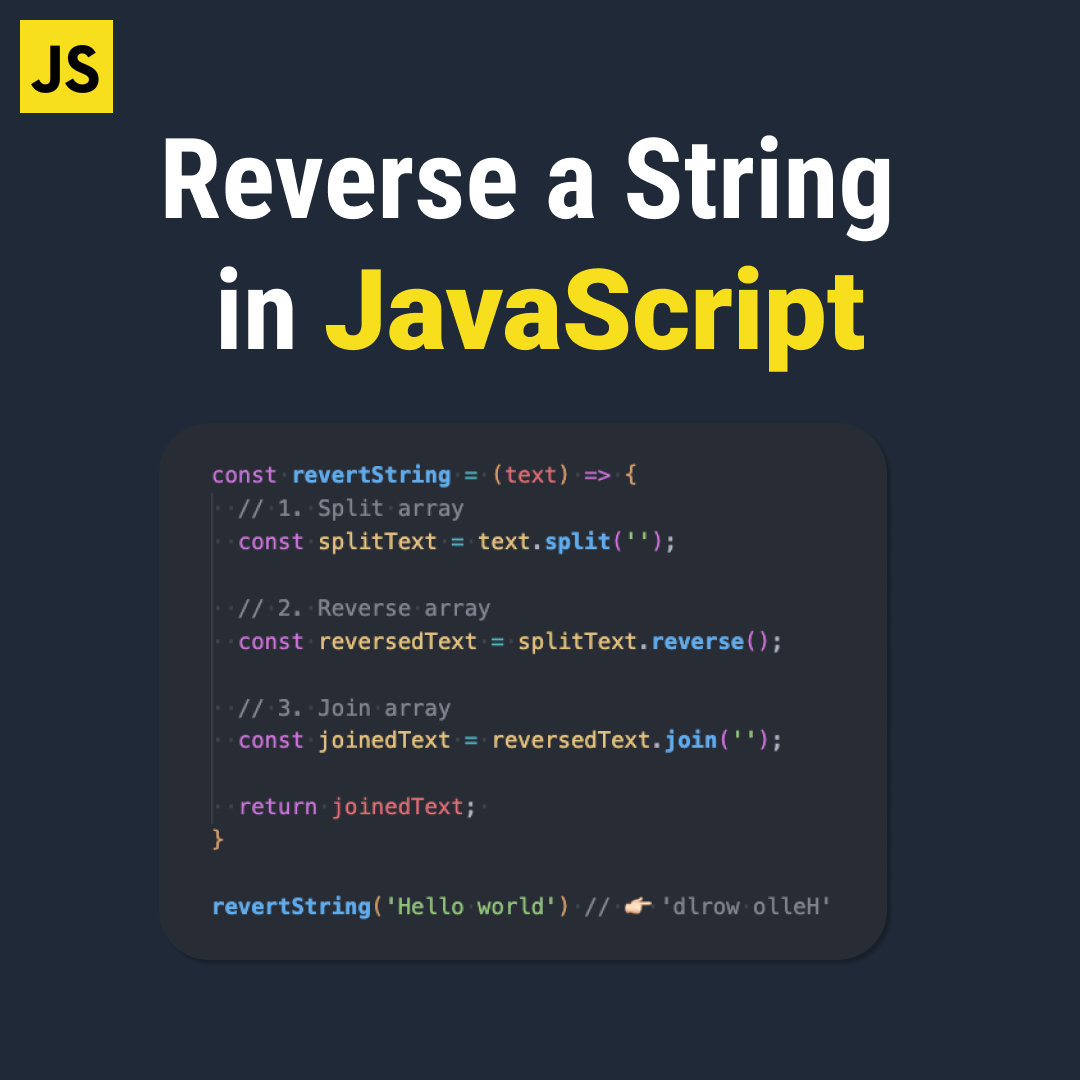 JS
Reverse a String
in JavaScript
const revertString = (text) => {
// 1. Split array
const splitText = text.split('');
// 2. Reverse array
const reversedText = splitText.reverse();
// 3. Join array
const joinedText = reversedText.join('');
return joinedText;
}
revertString('Hello world') // 👉🏻 'dlrow olleH'